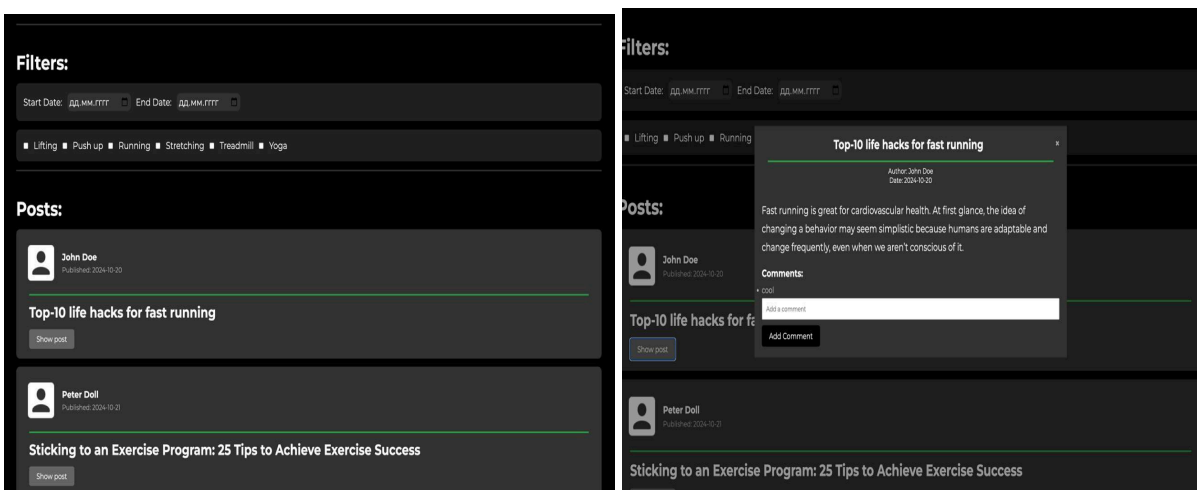 Filters:
Start Date: дд.мм.гггг End Date: дд.мм.гггг
Lifting Push up Running Stretching Treadmill Yoga
Posts:
John Doe
Published: 2024-10-20
Top-10 life hacks for fast running
Show post
Peter Doll
Published: 2024-10-21
Sticking to an Exercise Program: 25 Tips to Achieve Exercise Success
Show post
Filters:
Start Date: дд.мм.гггг End Date: дд.мм.гггг
Lifting Push up Running
Posts:
John Doe
Published: 2024-10-20
Top-10 life hacks for fa
Show post
Peter Doll
Published: 2024-10-21
Sticking to an Exercise Program: 25 Tips to Achieve Exercise Success
Top-10 life hacks for fast running
x
Author: John Doe
Date: 2024-10-20
Fast running is great for cardiovascular health. At first glance, the idea of
changing a behavior may seem simplistic because humans are adaptable and
change frequently, even when we aren't conscious of it.
Comments:
• cool
Add a comment
Add Comment